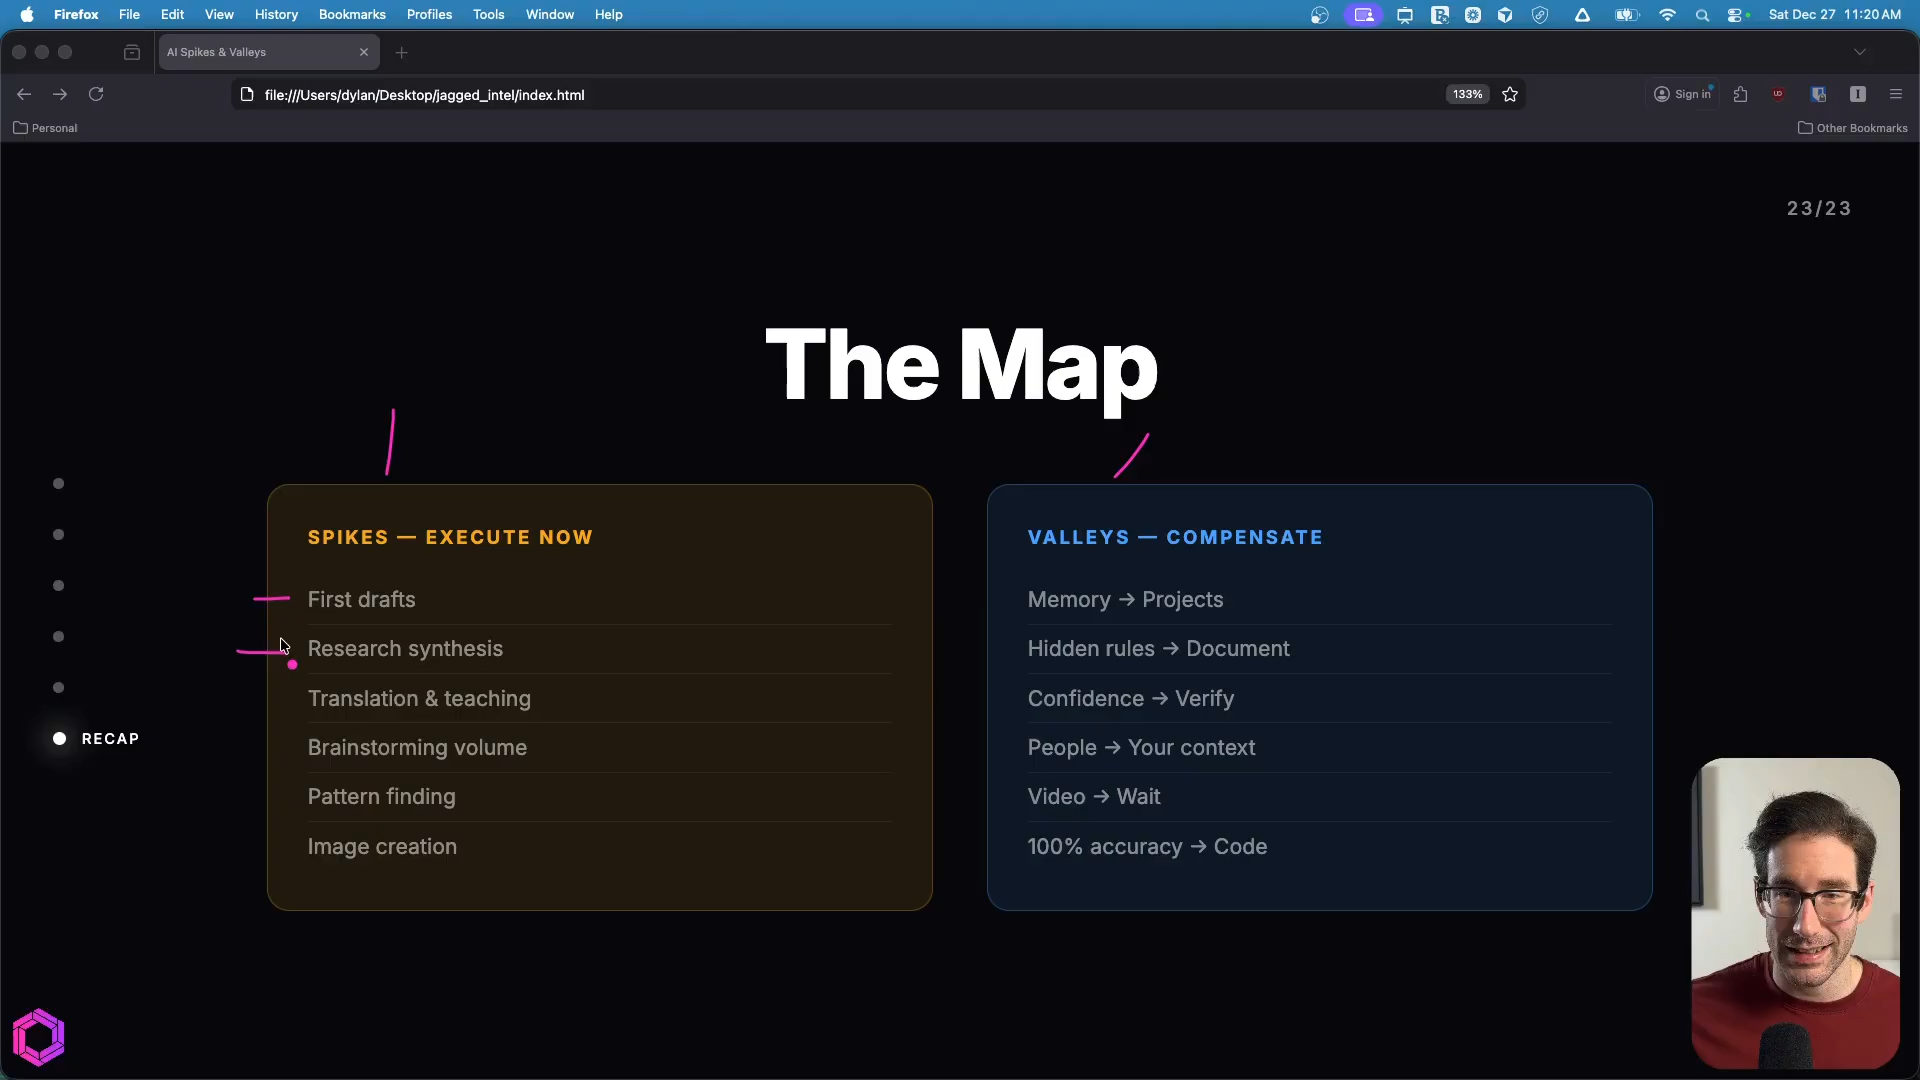 Firefox File Edit View History Bookmarks Profiles Tools Window Help Sat Dec 27 11:20 AM
AI Spikes & Valleys
file:///Users/dylan/Desktop/jagged_intel/index.html 133% Sign in
Personal Other Bookmarks
23/23
The Map
SPIKES — EXECUTE NOW
First drafts
Research synthesis
Translation & teaching
Brainstorming volume
Pattern finding
Image creation
VALLEYS — COMPENSATE
Memory → Projects
Hidden rules → Document
Confidence → Verify
People → Your context
Video → Wait
100% accuracy → Code
RECAP